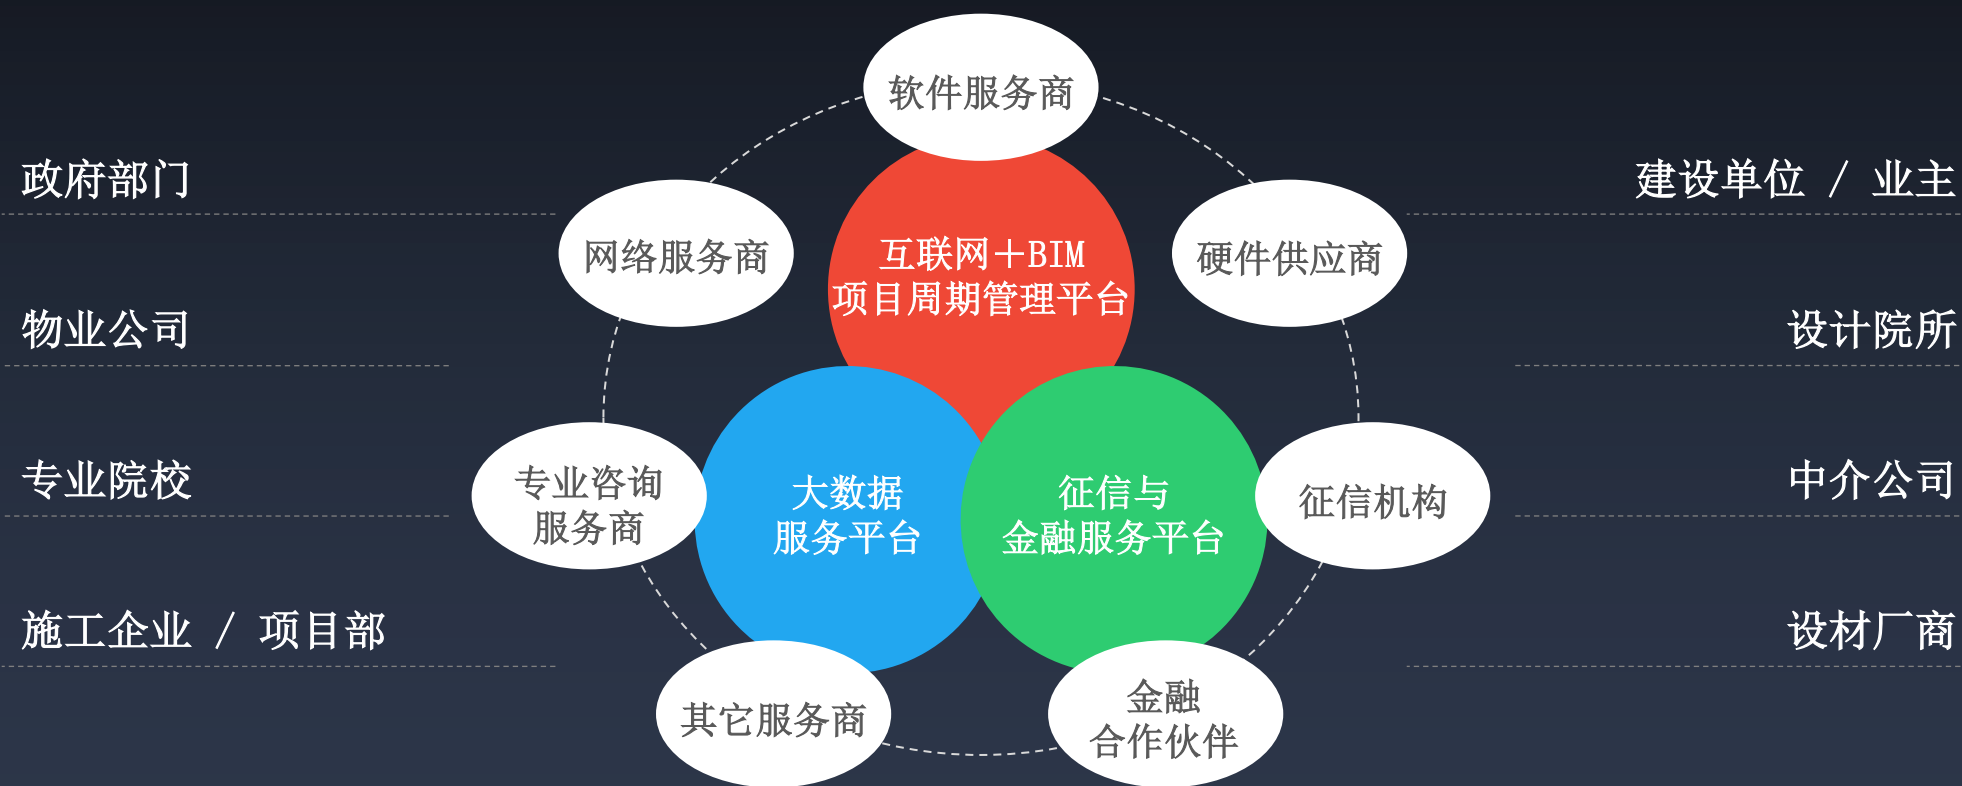 软件服务商
政府部门
建设单位 / 业主
网络服务商
互联网+BIM
项目周期管理平台
硬件供应商
物业公司
设计院所
专业院校
专业咨询
服务商
大数据
服务平台
征信与
金融服务平台
征信机构
中介公司
施工企业 / 项目部
设材厂商
其它服务商
金融
合作伙伴